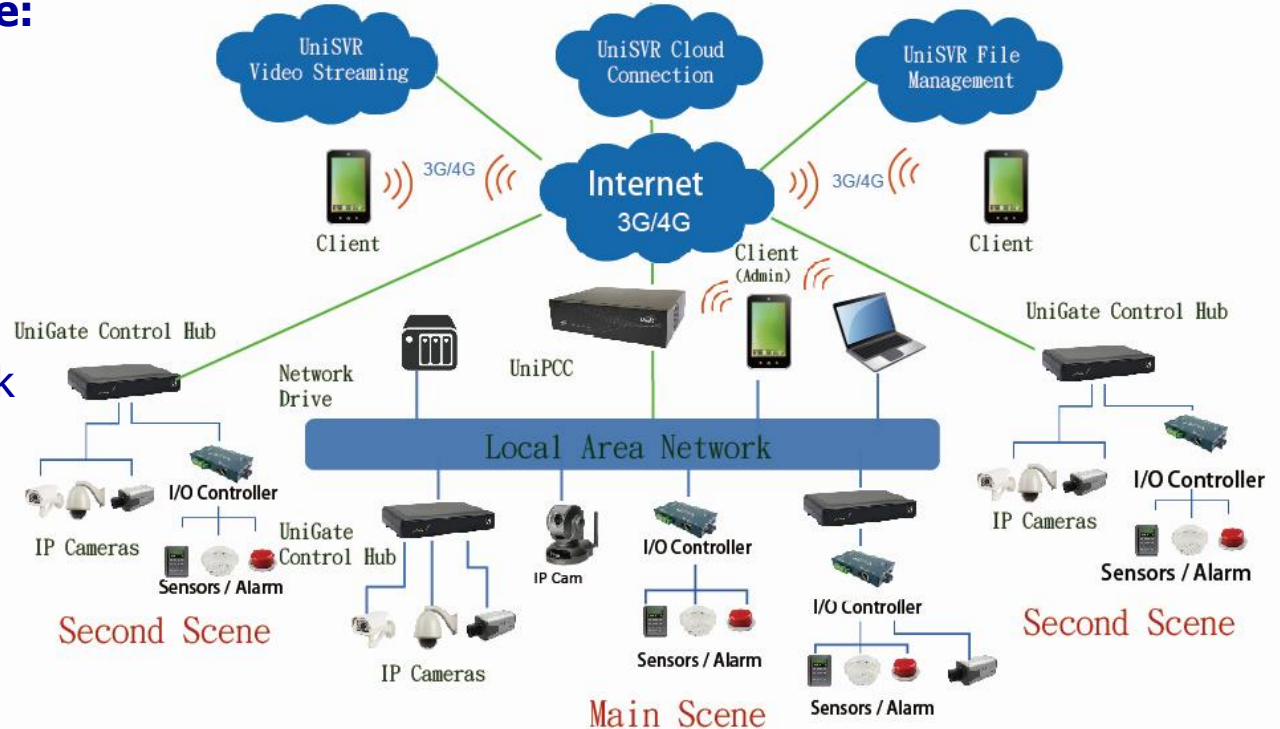 e:
UniSVR
Video Streaming
UniSVR Cloud
Connection
UniSVR File
Management
3G/4G
Internet
3G/4G
3G/4G
Client
Client
(Admin)
Client
UniGate Control Hub
UniGate Control Hub
Network
Drive
UniPCC
k
Local Area Network
I/O Controller
IP Cameras
Sensors / Alarm
Second Scene
UniGate
Control Hub
IP Cameras
IP Cam
I/O Controller
Sensors / Alarm
Main Scene
I/O Controller
Sensors / Alarm
I/O Controller
IP Cameras
Sensors / Alarm
Second Scene